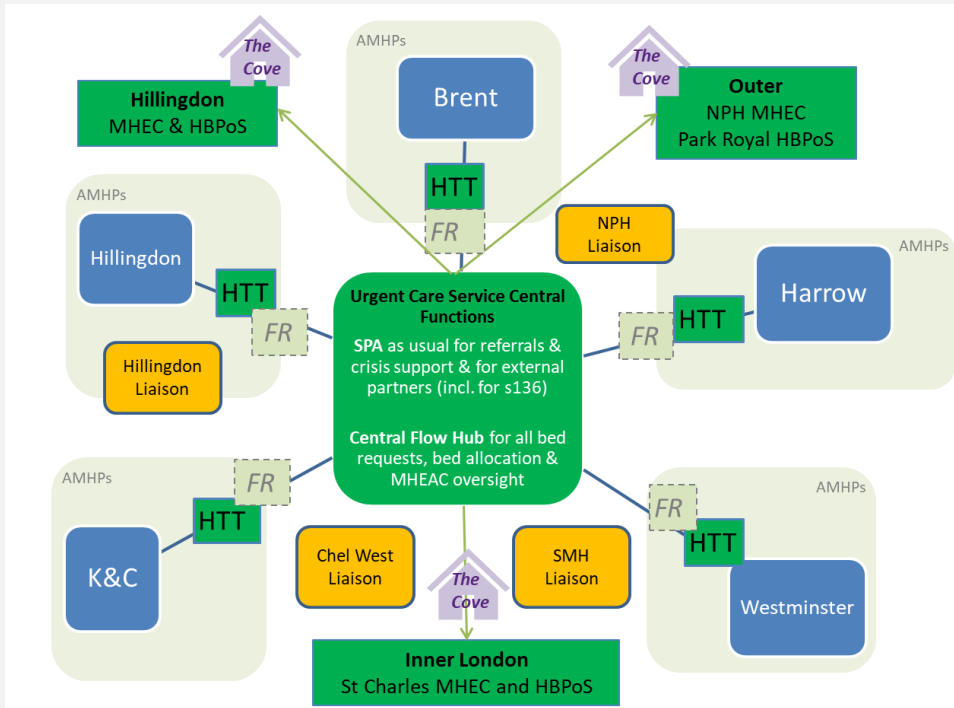 The
Cove
Hillingdon
MHEC & HBPoS
AMHPs
Brent
HTT
FR
The
Cove
Outer
NPH MHEC
Park Royal HBPoS
AMHPs
Hillingdon
HTT
FR
Hillingdon
Liaison
NPH
Liaison
AMHPs
Harrow
HTT
FR
Urgent Care Service Central
Functions
SPA as usual for referrals &
crisis support & for external
partners (incl. for s136)
Central Flow Hub for all bed
requests, bed allocation &
MHEAC oversight
AMHPs
FR
HTT
K&C
Chel West
Liaison
The
Cove
SMH
Liaison
AMHPs
FR
HTT
Westminster
Inner London
St Charles MHEC and HBPoS